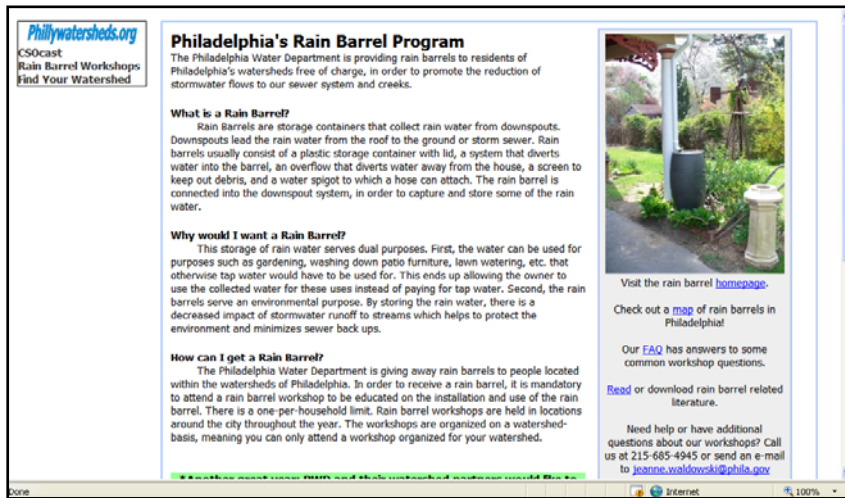 Phillywatersheds.org
CSOcast
Rain Barrel Workshops
Find Your Watershed
Philadelphia's Rain Barrel Program
The Philadelphia Water Department is providing rain barrels to residents of
Philadelphia's watersheds free of charge, in order to promote the reduction of
stormwater flows to our sewer system and creeks.
What is a Rain Barrel?
Rain Barrels are storage containers that collect rain water from downspouts.
Downspouts lead the rain water from the roof to the ground or storm sewer. Rain
barrels usually consist of a plastic storage container with lid, a system that diverts
water into the barrel, an overflow that diverts water away from the house, a screen to
keep out debris, and a water spigot to which a hose can attach. The rain barrel is
connected into the downspout system, in order to capture and store some of the rain
water.
Why would I want a Rain Barrel?
This storage of rain water serves dual purposes. First, the water can be used for
purposes such as gardening, washing down patio furniture, lawn watering, etc. that
otherwise tap water would have to be used for. This ends up allowing the owner to
use the collected water for these uses instead of paying for tap water. Second, the rain
barrels serve an environmental purpose. By storing the rain water, there is a
decreased impact of stormwater runoff to streams which helps to protect the
environment and minimizes sewer back ups.
How can I get a Rain Barrel?
The Philadelphia Water Department is giving away rain barrels to people located
within the watersheds of Philadelphia. In order to receive a rain barrel, it is mandatory
to attend a rain barrel workshop to be educated on the installation and use of the rain
barrel. There is a one-per-household limit. Rain barrel workshops are held in locations
around the city throughout the year. The workshops are organized on a watershed-
basis, meaning you can only attend a workshop organized for your watershed.
*Another great year: PWD and their watershed partners would like to
Visit the rain barrel homepage.
Check out a map of rain barrels in
Philadelphia!
Our FAQ has answers to some
common workshop questions.
Read or download rain barrel related
literature.
Need help or have additional
questions about our workshops? Call
us at 215-685-4945 or send an e-mail
to jeanne.waldowski@phila.gov
Done
Internet
100%